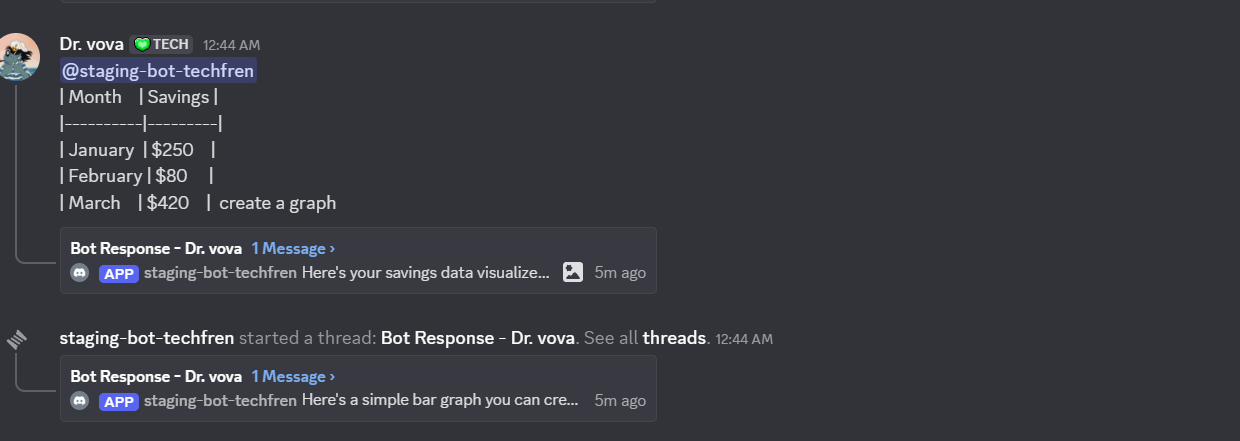 Dr. vova TECH 12:44 AM
@staging-bot-techfren
| Month | Savings |
|----------|---------|
| January | $250 |
| February | $80 |
| March | $420 | create a graph
Bot Response - Dr. vova 1 Message ›
APP staging-bot-techfren Here's your savings data visualize... 5m ago
staging-bot-techfren started a thread: Bot Response - Dr. vova. See all threads. 12:44 AM
Bot Response - Dr. vova 1 Message ›
APP staging-bot-techfren Here's a simple bar graph you can cre... 5m ago